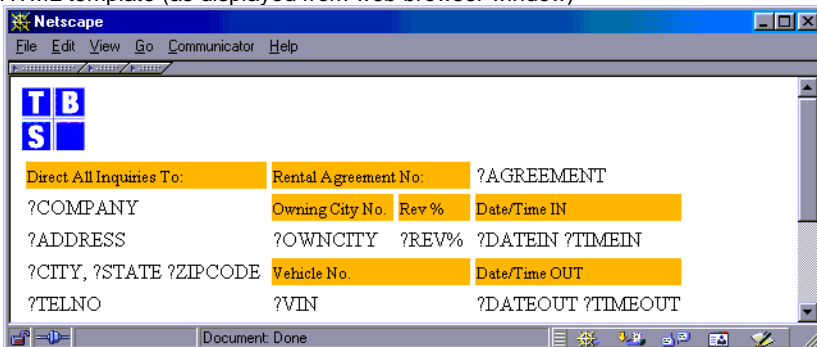 HTML template (as displayed from web browser window)
Netscape
File Edit View Go Communicator Help
T B
S
Direct All Inquiries To: Rental Agreement No: ?AGREEMENT
?COMPANY Owning City No. Rev % Date/Time IN
?ADDRESS ?OWNCITY ?REV% ?DATEIN ?TIMEIN
?CITY, ?STATE ?ZIPCODE Vehicle No. Date/Time OUT
?TELNO ?VIN ?DATEOUT ?TIMEOUT
Document: Done